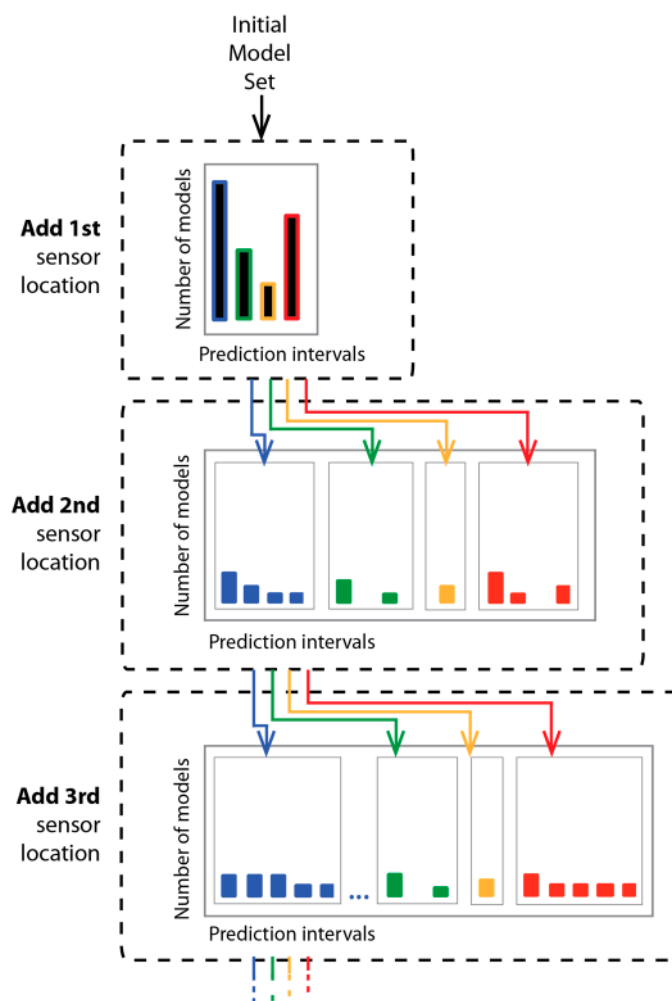 Initial
Model
Set
Add 1st
sensor
location
Number of models
Prediction intervals
Add 2nd
sensor
location
Number of models
Prediction intervals
Add 3rd
sensor
location
Number of models
...
Prediction intervals